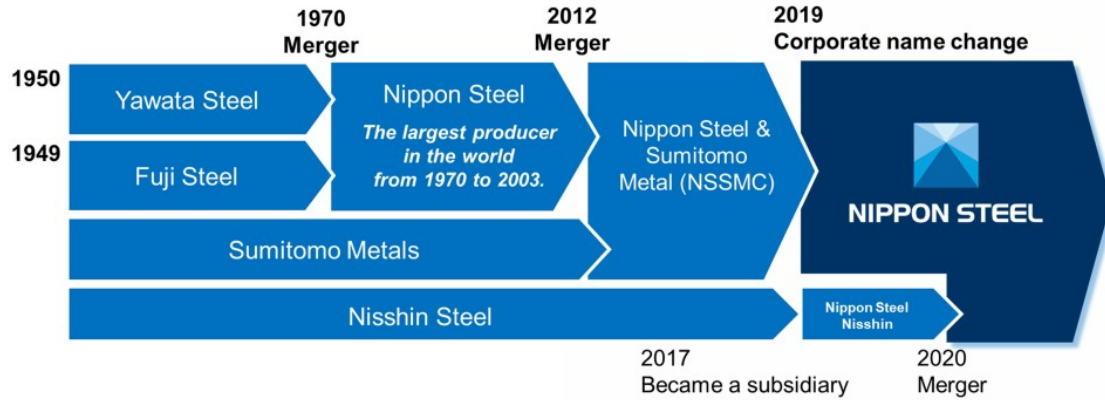 1970
Merger
2012
Merger
2019
Corporate name change
1950
Yawata Steel
1949
Fuji Steel
Nippon Steel
The largest producer
in the world
from 1970 to 2003.
Nippon Steel &
Sumitomo
Metal (NSSMC)
NIPPON STEEL
Sumitomo Metals
Nisshin Steel
Nippon Steel
Nisshin
2017
Became a subsidiary
2020
Merger